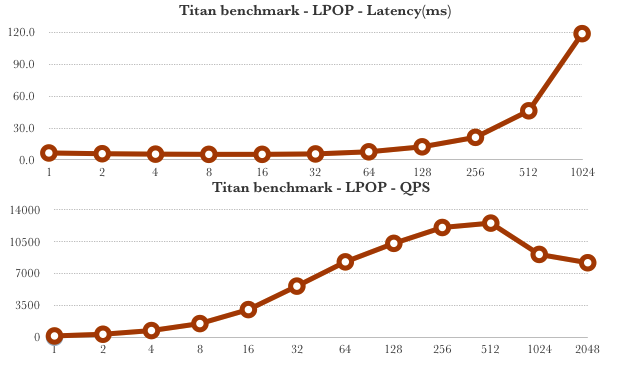 Titan benchmark - LPOP - Latency(ms)
120.0
90.0
60.0
30.0
0.0
1 2 4 8 16 32 64 128 256 512 1024
Titan benchmark - LPOP - QPS
14000
10500
7000
3500
0
1 2 4 8 16 32 64 128 256 512 1024 2048